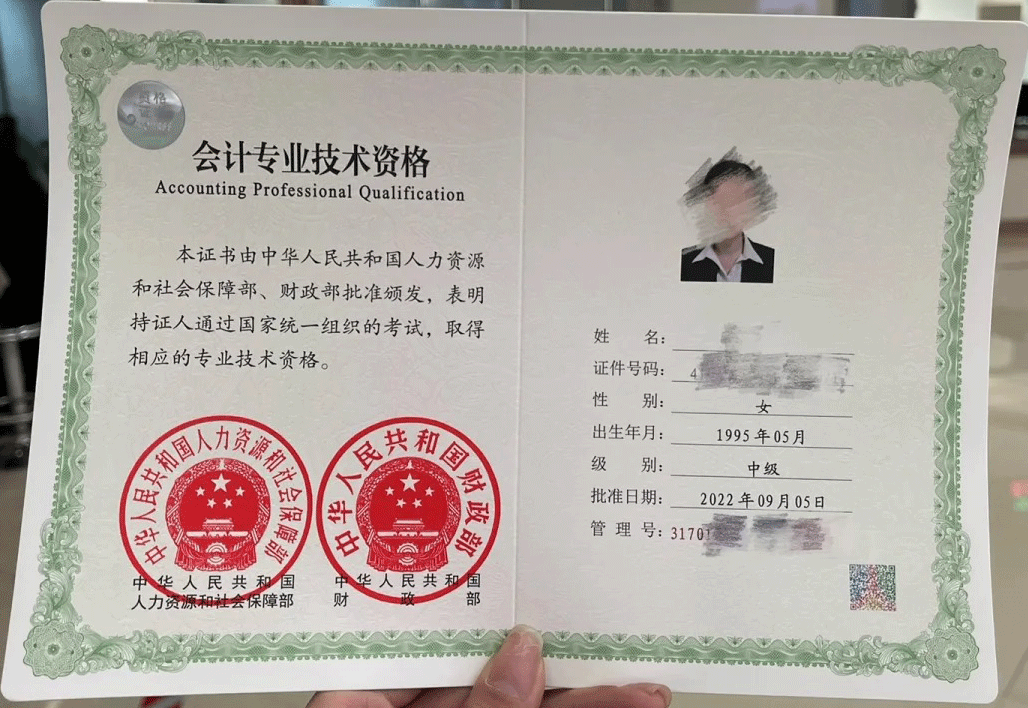 会计专业技术资格
Accounting Professional Qualification
本证书由中华人民共和国人力资源
和社会保障部、财政部批准颁发，表明
持证人通过国家统一组织的考试，取得
相应的专业技术资格。
中华人民共和国人力资源和社会保障部
中华人民共和国财政部
中华人民共和国
人力资源和社会保障部
中华人民共和国
财政部
姓名：
证件号码：4
性别：女
出生年月：1995年05月
级别：中级
批准日期：2022年09月05日
管理号：3170